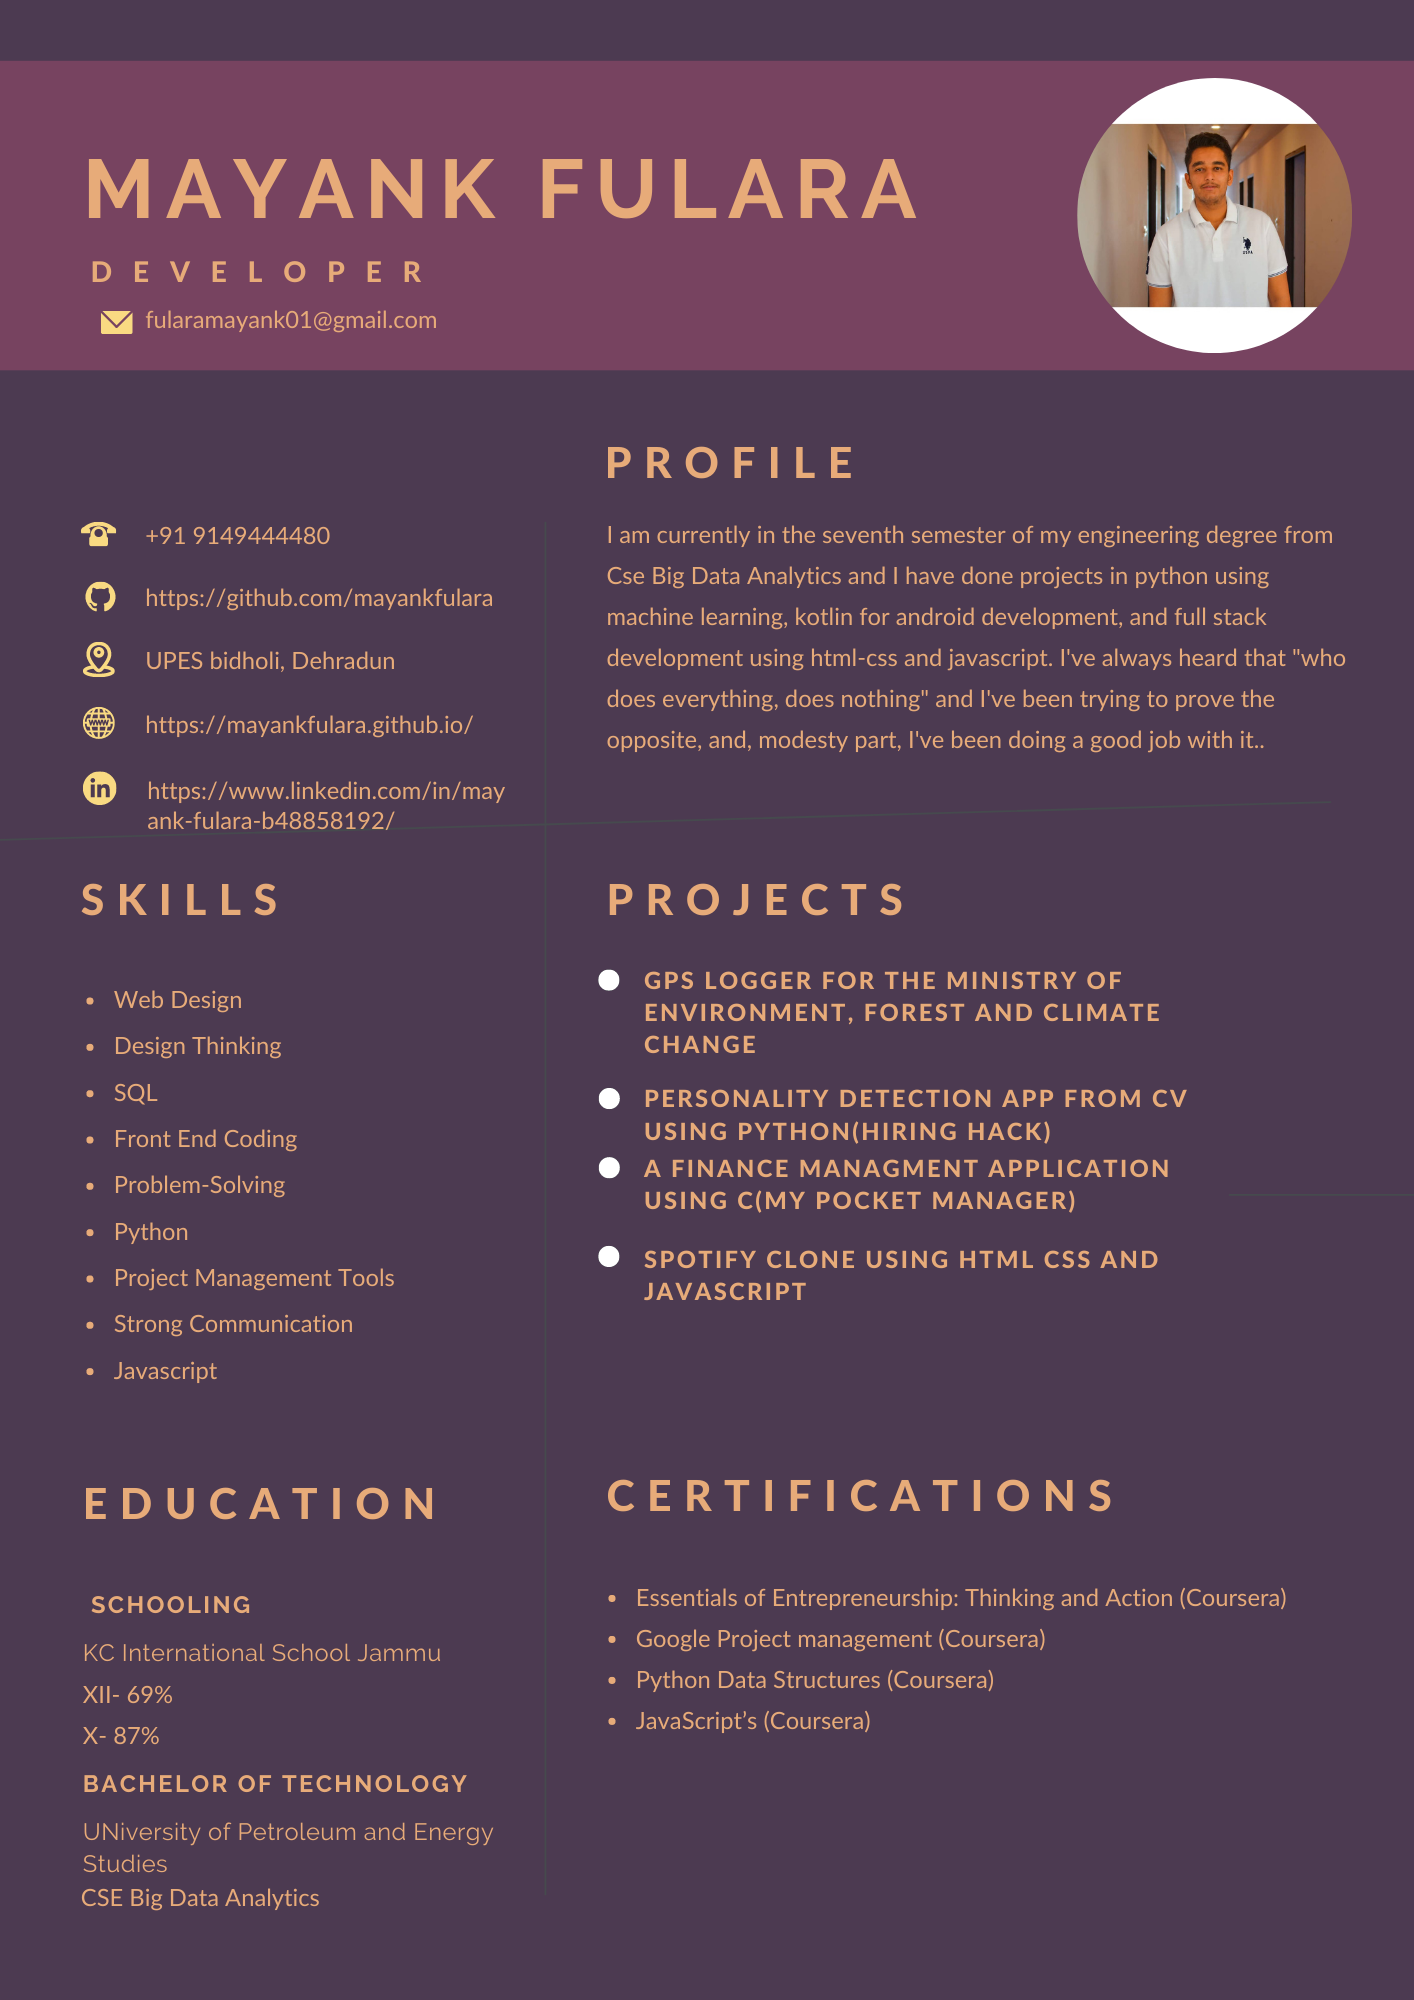 MAYANK FULARA
DEVELOPER
fularamayank01@gmail.com
+91 9149444480
https://github.com/mayankfulara
UPES bidholi, Dehradun
https://mayankfulara.github.io/
https://www.linkedin.com/in/may
ank-fulara-b48858192/
PROFILE
I am currently in the seventh semester of my engineering degree from
Cse Big Data Analytics and I have done projects in python using
machine learning, kotlin for android development, and full stack
development using html-css and javascript. I've always heard that "who
does everything, does nothing" and I've been trying to prove the
opposite, and, modesty part, I've been doing a good job with it..
SKILLS
Web Design
Design Thinking
SQL
Front End Coding
Problem-Solving
Python
Project Management Tools
Strong Communication
Javascript
PROJECTS
GPS LOGGER FOR THE MINISTRY OF
ENVIRONMENT, FOREST AND CLIMATE
CHANGE
PERSONALITY DETECTION APP FROM CV
USING PYTHON(HIRING HACK)
A FINANCE MANAGMENT APPLICATION
USING C(MY POCKET MANAGER)
SPOTIFY CLONE USING HTML CSS AND
JAVASCRIPT
EDUCATION
SCHOOLING
KC International School Jammu
XII- 69%
X- 87%
BACHELOR OF TECHNOLOGY
UNiversity of Petroleum and Energy
Studies
CSE Big Data Analytics
CERTIFICATIONS
Essentials of Entrepreneurship: Thinking and Action (Coursera)
Google Project management (Coursera)
Python Data Structures (Coursera)
JavaScript’s (Coursera)